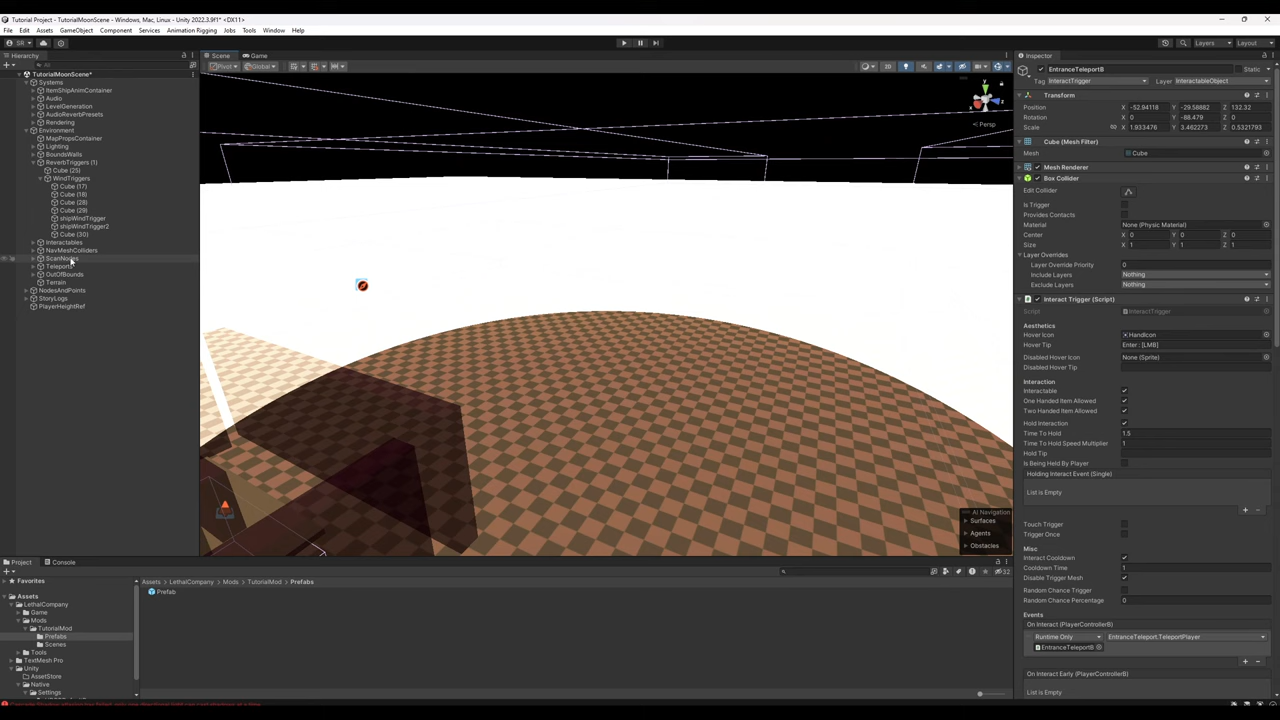 Tutorial Project - TutorialMoonScene - Windows, Mac, Linux - Unity 2022.3.9f1* <DX11>
File Edit Assets GameObject Component Services Animation Rigging Jobs Tools Window Help
SR
Layers
Layout
Hierarchy
Scene
Game
Inspector
All
Pivot
Global
2D
TutorialMoonScene*
Systems
ItemShipAnimContainer
Audio
LevelGeneration
AudioReverbPresets
Rendering
Environment
MapPropsContainer
Lighting
BoundsWalls
ReverbTriggers (1)
Cube (25)
WindTriggers
Cube (17)
Cube (18)
Cube (28)
Cube (29)
shipWindTrigger
shipWindTrigger2
Cube (30)
Interactables
NavMeshColliders
ScanNodes
Teleports
OutOfBounds
Terrain
NodesAndPoints
StoryLogs
PlayerHeightRef
y
Persp
AI Navigation
Surfaces
Agents
Obstacles
EntranceTeleportB
Static
Tag InteractTrigger Layer InteractableObject
Transform
Position X -52.94118 Y -29.58882 Z 132.32
Rotation X 0 Y -88.479 Z 0
Scale X 1.933476 Y 3.462273 Z 0.5321793
Cube (Mesh Filter)
Mesh Cube
Mesh Renderer
Box Collider
Edit Collider
Is Trigger
Provides Contacts
Material None (Physic Material)
Center X 0 Y 0 Z 0
Size X 1 Y 1 Z 1
Layer Overrides
Layer Override Priority 0
Include Layers Nothing
Exclude Layers Nothing
Interact Trigger (Script)
Script InteractTrigger
Aesthetics
Hover Icon HandIcon
Hover Tip Enter : [LMB]
Disabled Hover Icon None (Sprite)
Disabled Hover Tip
Interaction
Interactable
One Handed Item Allowed
Two Handed Item Allowed
Hold Interaction
Time To Hold 1.5
Time To Hold Speed Multiplier 1
Hold Tip
Is Being Held By Player
Holding Interact Event (Single)
List is Empty
Touch Trigger
Trigger Once
Misc
Interact Cooldown
Cooldown Time 1
Disable Trigger Mesh
Random Chance Trigger
Random Chance Percentage 0
Events
On Interact (PlayerControllerB)
Runtime Only EntranceTeleport.TeleportPlayer
EntranceTeleportB
On Interact Early (PlayerControllerB)
List is Empty
Project
Console
32
Favorites
Assets
LethalCompany
Game
Mods
TutorialMod
Prefabs
Scenes
Tools
TextMesh Pro
Unity
AssetStore
Native
Settings
Assets > LethalCompany > Mods > TutorialMod > Prefabs
Prefab